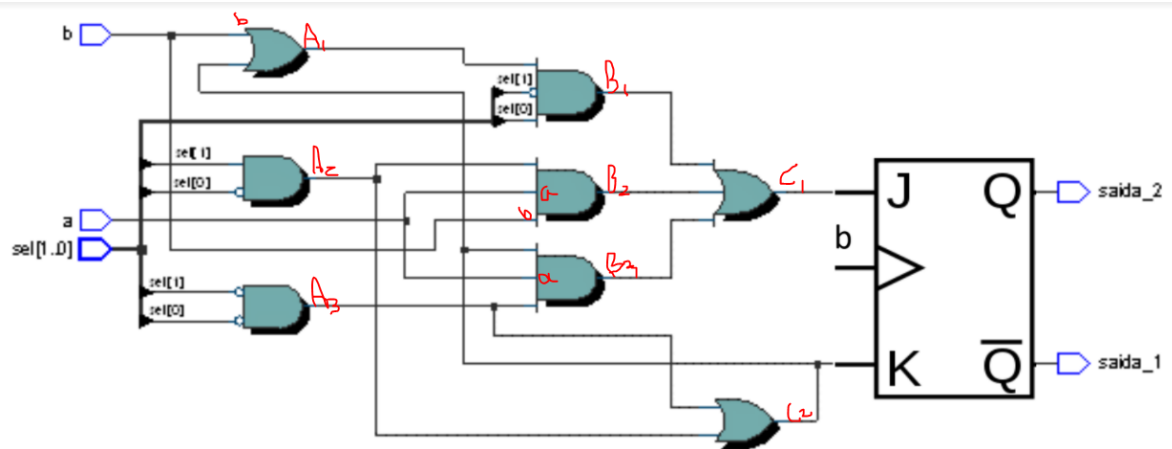 b
b
A1
sel[1]
sel[0]
B1
sel[1]
sel[0]
A2
a
b
B2
C1
J
Q
saida_2
a
b
sel[1..0]
sel[1]
sel[0]
A3
a
B3
K
Q
saida_1
C2